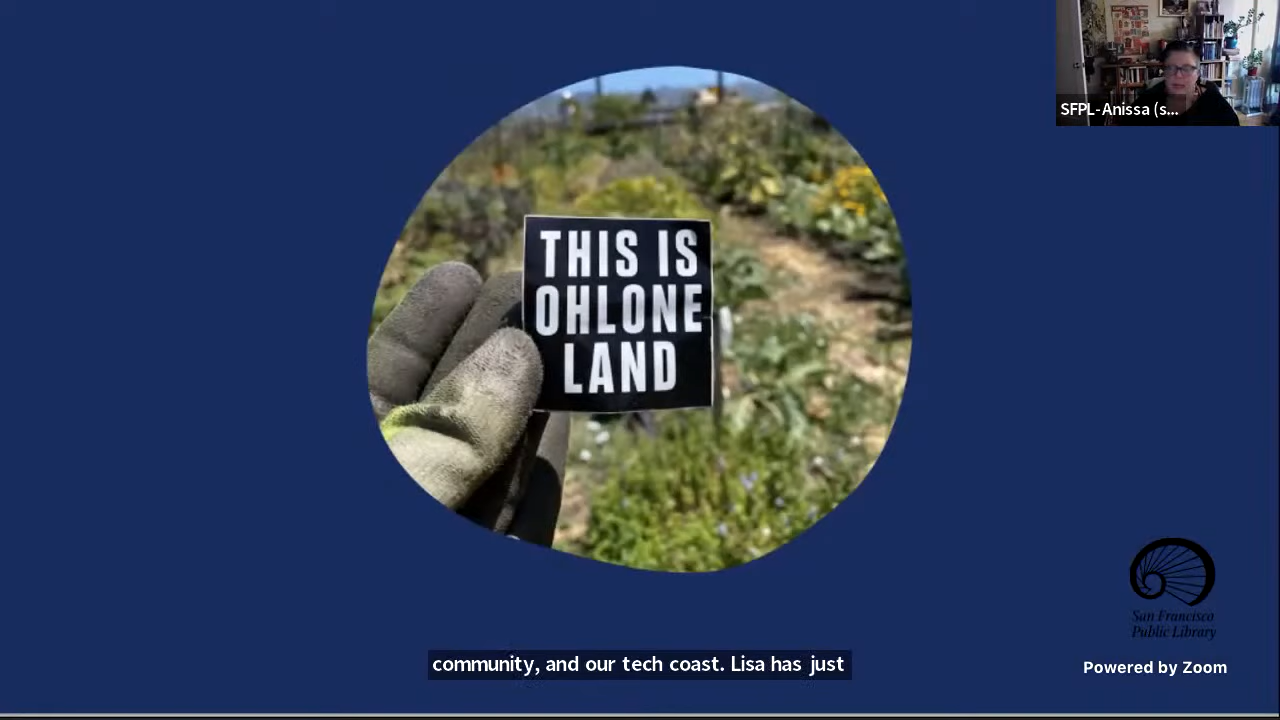 SFPL-Anissa (s...
THIS IS
OHLONE
LAND
San Francisco
Public Library
community, and our tech coast. Lisa has just
Powered by Zoom